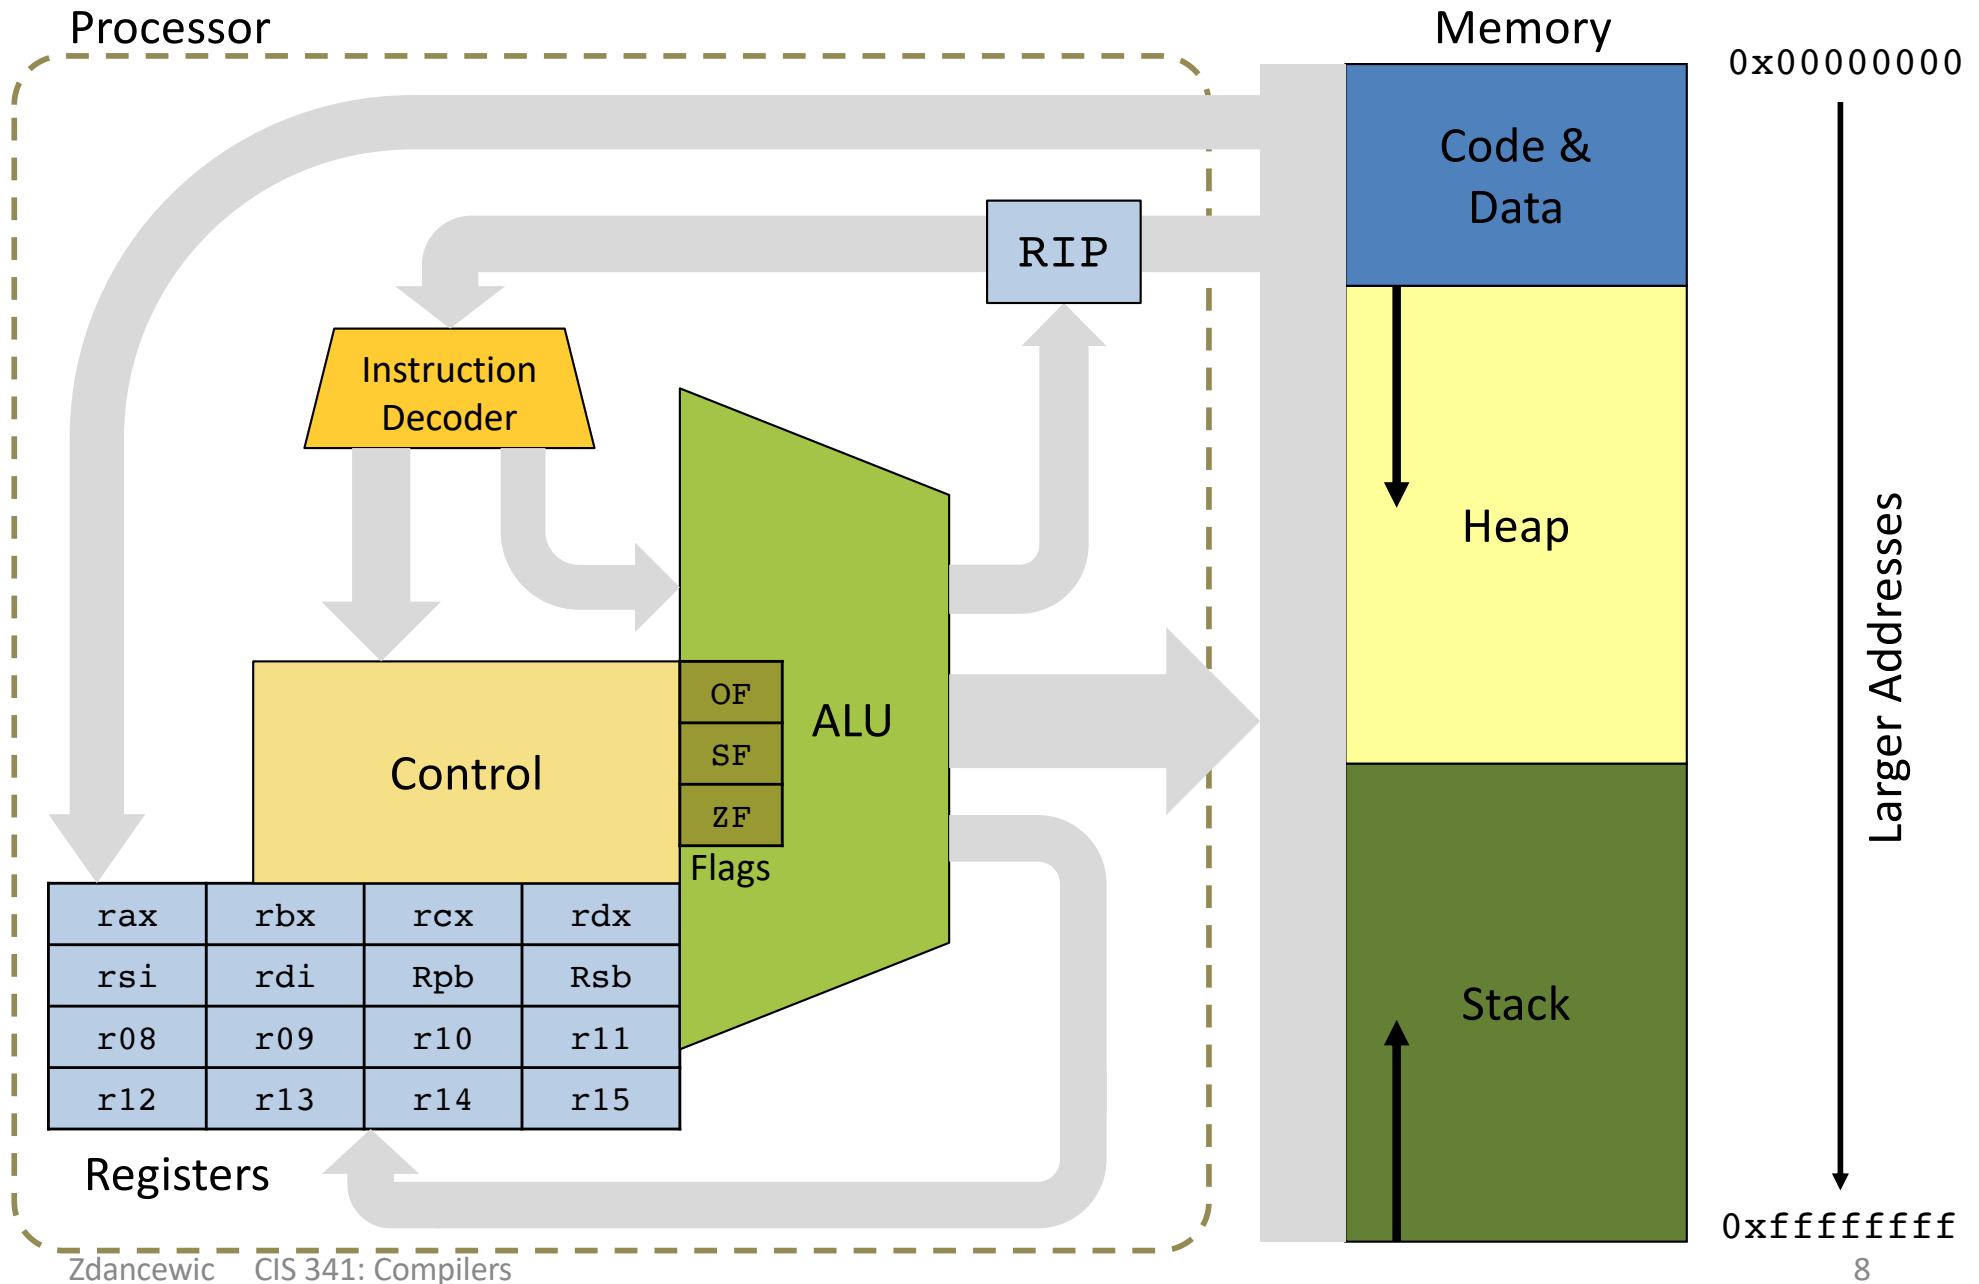 Processor
Memory
0x00000000
Code &
Data
RIP
Instruction
Decoder
Heap
Larger Addresses
OF
SF
ZF
Flags
ALU
Control
rax rbx rcx rdx
rsi rdi Rpb Rsb
r08 r09 r10 r11
r12 r13 r14 r15
Registers
Stack
0xffffffff
Zdancewic CIS 341: Compilers
8